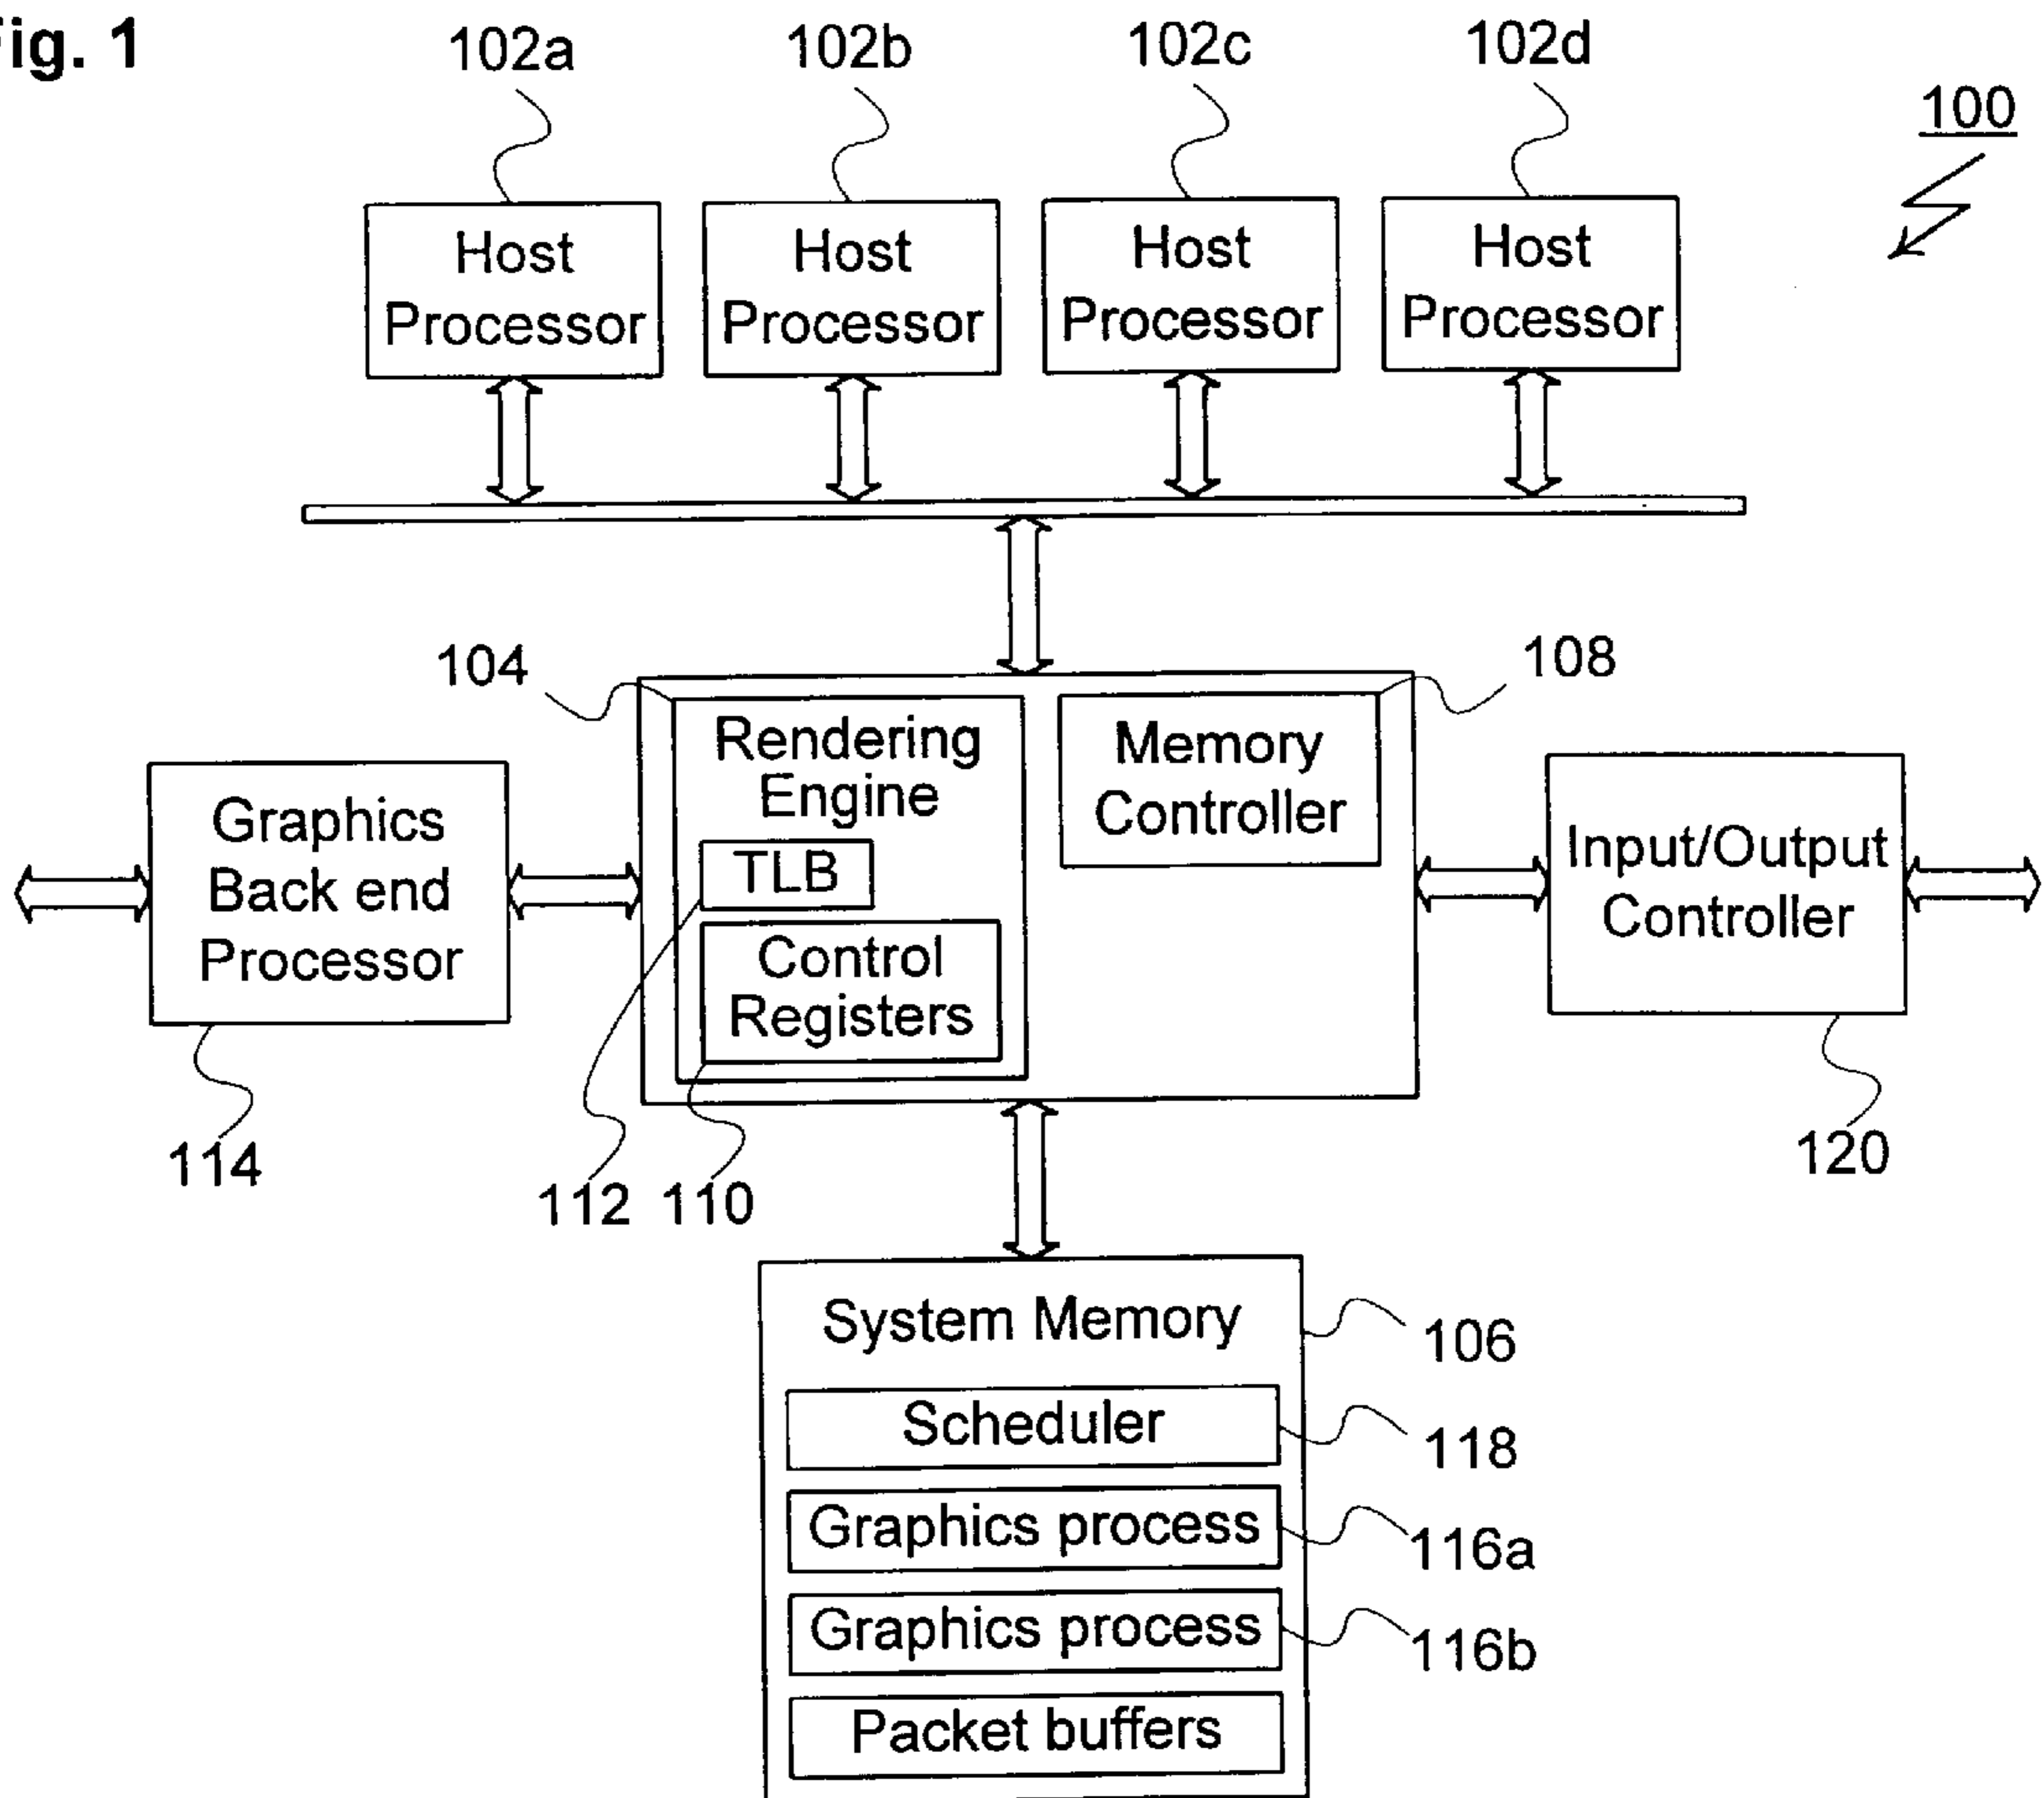 ig. 1
102a
102b
102c
102d
100
Host
Processor
Host
Processor
Host
Processor
Host
Processor
104
108
Rendering
Engine
TLB
Control
Registers
Memory
Controller
Graphics
Back end
Processor
Input/Output
Controller
114
112
110
120
System Memory
106
Scheduler
118
Graphics process
116a
Graphics process
116b
Packet buffers